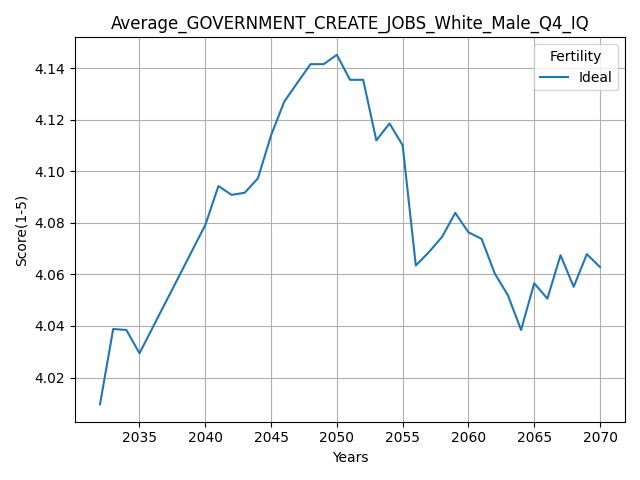 Average_GOVERNMENT_CREATE_JOBS_White_Male_Q4_IQ
Fertility
Ideal
Score(1-5)
4.14
4.12
4.10
4.08
4.06
4.04
4.02
2035 2040 2045 2050 2055 2060 2065 2070
Years